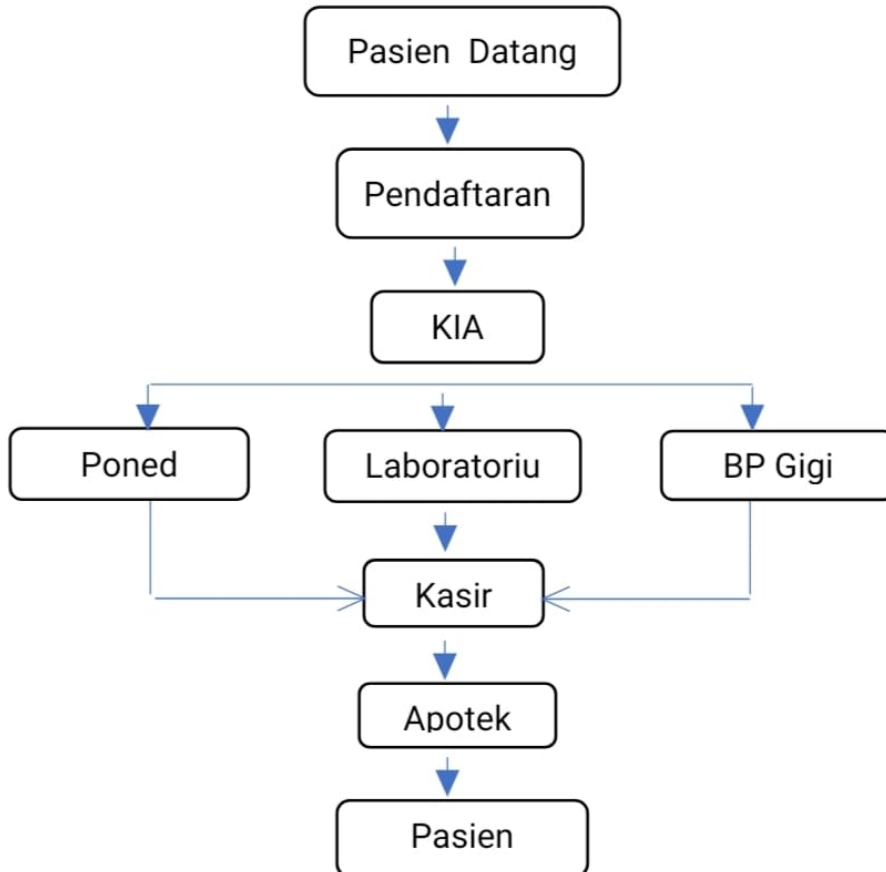 Pasien Datang
Pendaftaran
KIA
Poned
Laboratoriu
BP Gigi
Kasir
Apotek
Pasien